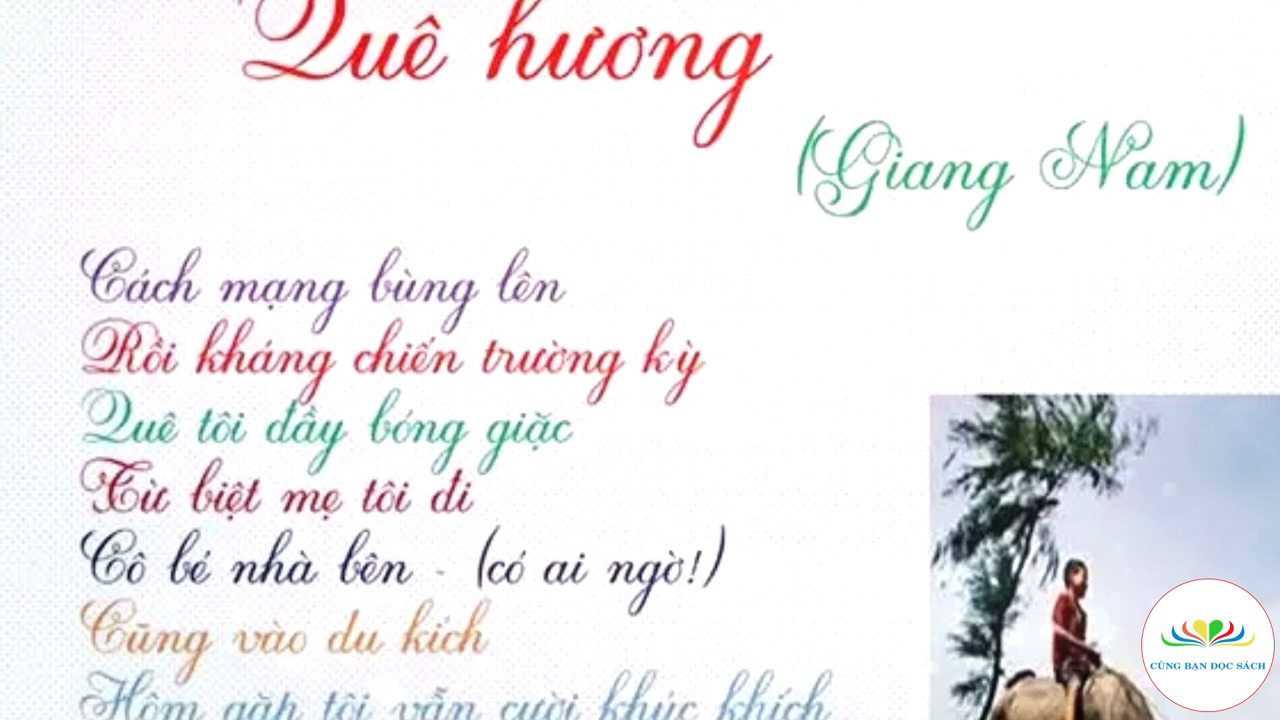 Quê hương
(Giang Nam)
Cách mạng bùng lên
Rồi kháng chiến trường kỳ
Quê tôi đầy bóng giặc
Từ biệt mẹ tôi đi
Cô bé nhà bên - (có ai ngờ!)
Cũng vào du kích
Hôm gặp tôi vẫn cười khúc khích
CÙNG BẠN ĐỌC SÁCH